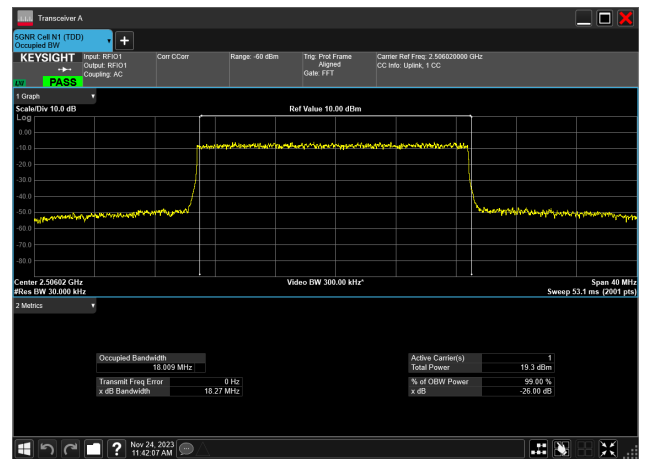 Transceiver A
5GNR Cell N1 (TDD)
Occupied BW
KEYSIGHT Input: RFIO1 Corr CCorr Range: -60 dBm Trig: Prot Frame Carrier Ref Freq: 2.506020000 GHz
Output: RFIO1 Aligned CC Info: Uplink, 1 CC
Coupling: AC Gate: FFT
LXI PASS
1 Graph
Scale/Div 10.0 dB Ref Value 10.00 dBm
Log
0.00
-10.0
-20.0
-30.0
-40.0
-50.0
-60.0
-70.0
-80.0
Center 2.50602 GHz Video BW 300.00 kHz* Span 40 MHz
#Res BW 30.000 kHz Sweep 53.1 ms (2001 pts)
2 Metrics
Occupied Bandwidth Active Carrier(s) 1
18.009 MHz Total Power 19.3 dBm
Transmit Freq Error 0 Hz % of OBW Power 99.00 %
x dB Bandwidth 18.27 MHz x dB -26.00 dB
Nov 24, 2023
11:42:07 AM